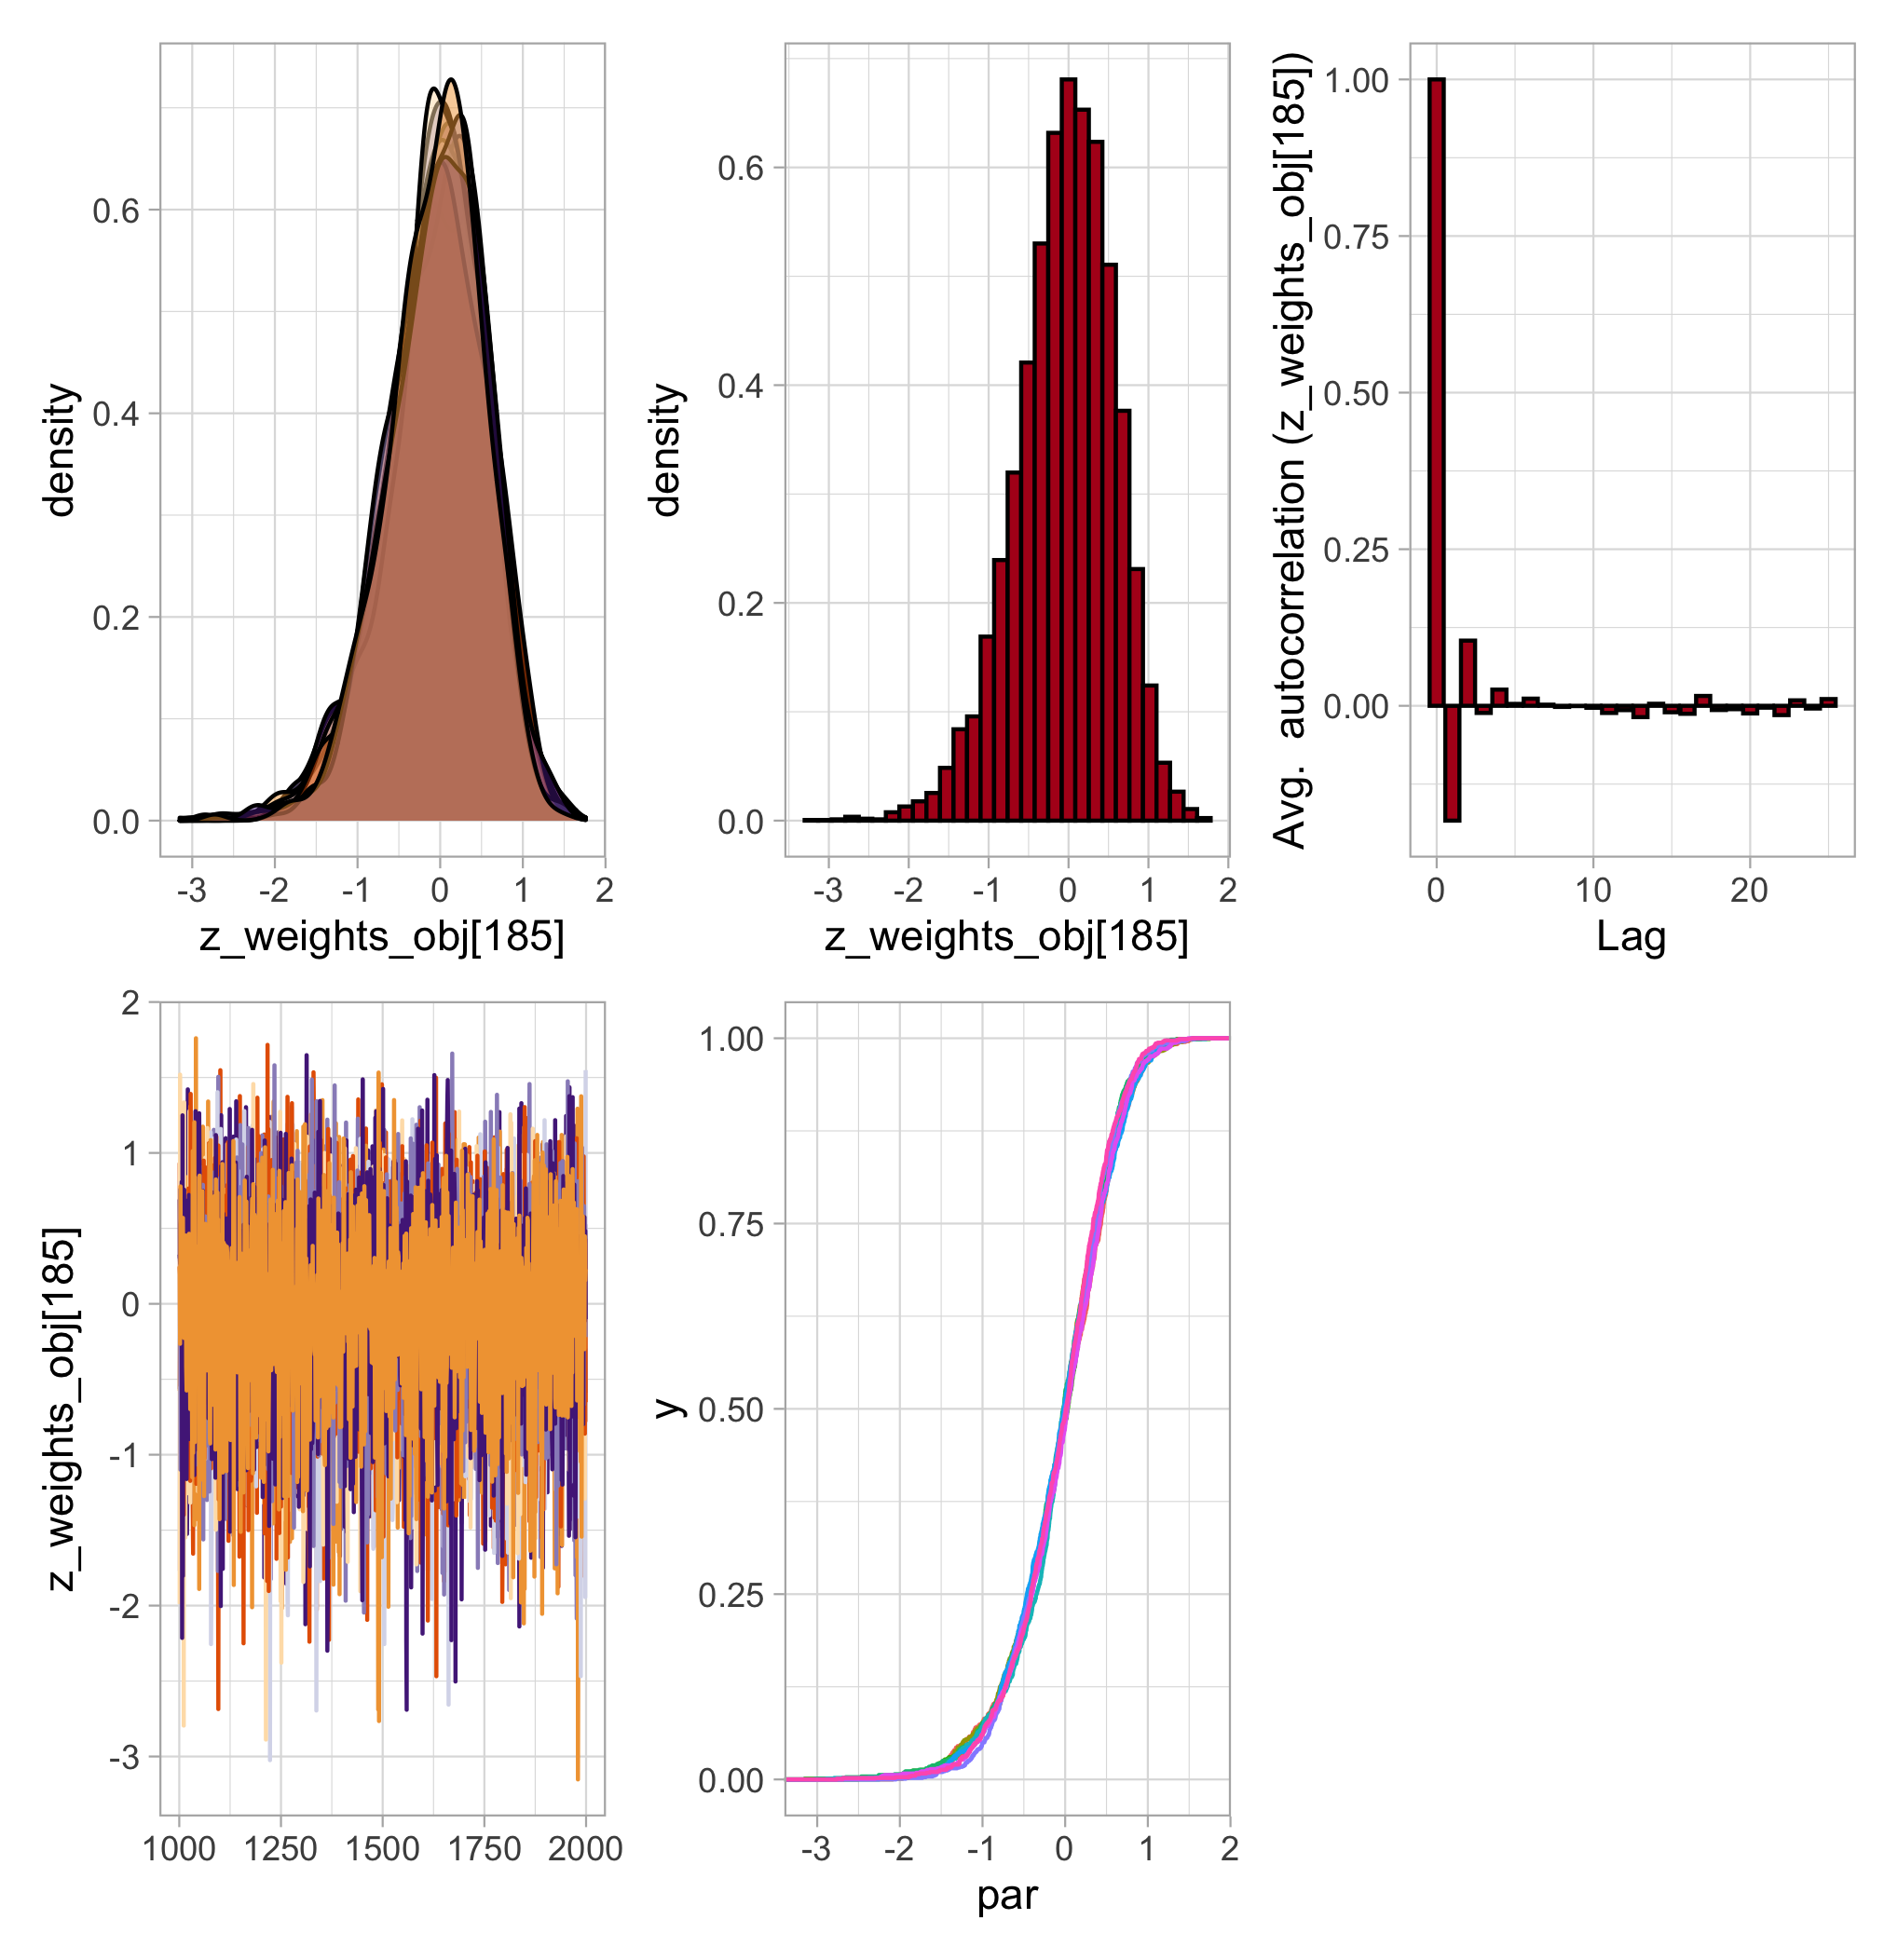 density
0.6
0.4
0.2
0.0
-3 -2 -1 0 1 2
z_weights_obj[185]
density
0.6
0.4
0.2
0.0
-3 -2 -1 0 1 2
z_weights_obj[185]
Avg. autocorrelation (z_weights_obj[185])
1.00
0.75
0.50
0.25
0.00
0 10 20
Lag
z_weights_obj[185]
2
1
0
-1
-2
-3
1000 1250 1500 1750 2000
y
1.00
0.75
0.50
0.25
0.00
-3 -2 -1 0 1 2
par